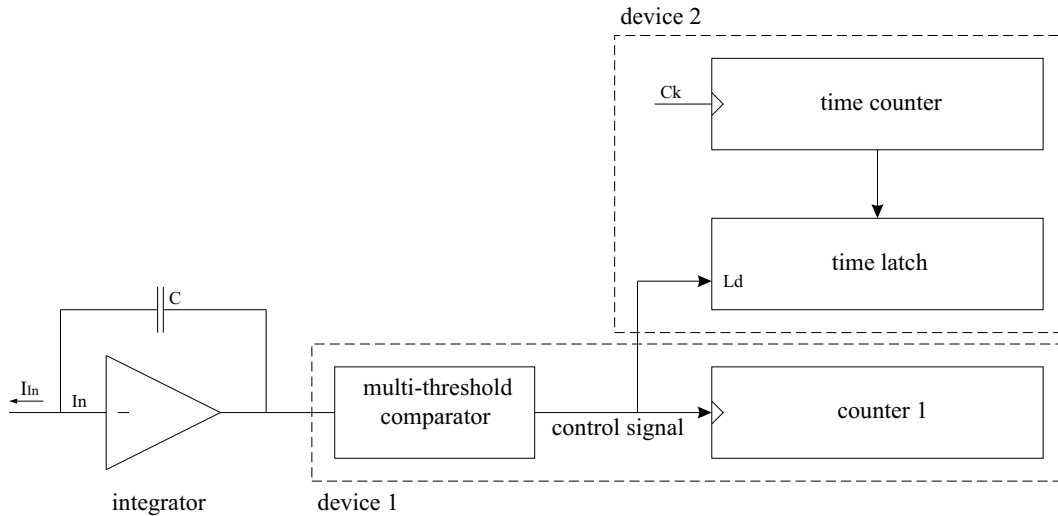 device 2
Ck
time counter
time latch
Ld
C
IIn
In
−
multi-threshold
comparator
control signal
counter 1
integrator
device 1